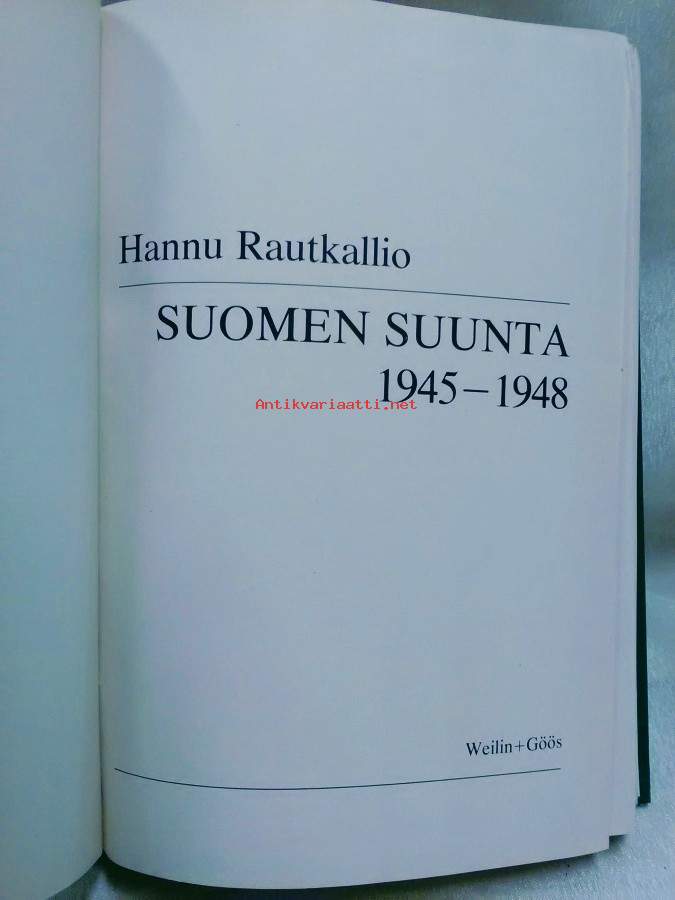 Hannu Rautkallio
SUOMEN SUUNTA
1945–1948
Antikvariaatti.net
Weilin+Göös